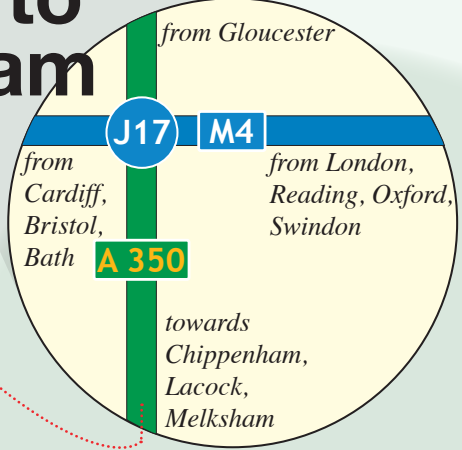 to
am
from Gloucester
J17 M4
from
Cardiff,
Bristol,
Bath
from London,
Reading, Oxford,
Swindon
A 350
towards
Chippenham,
Lacock,
Melksham